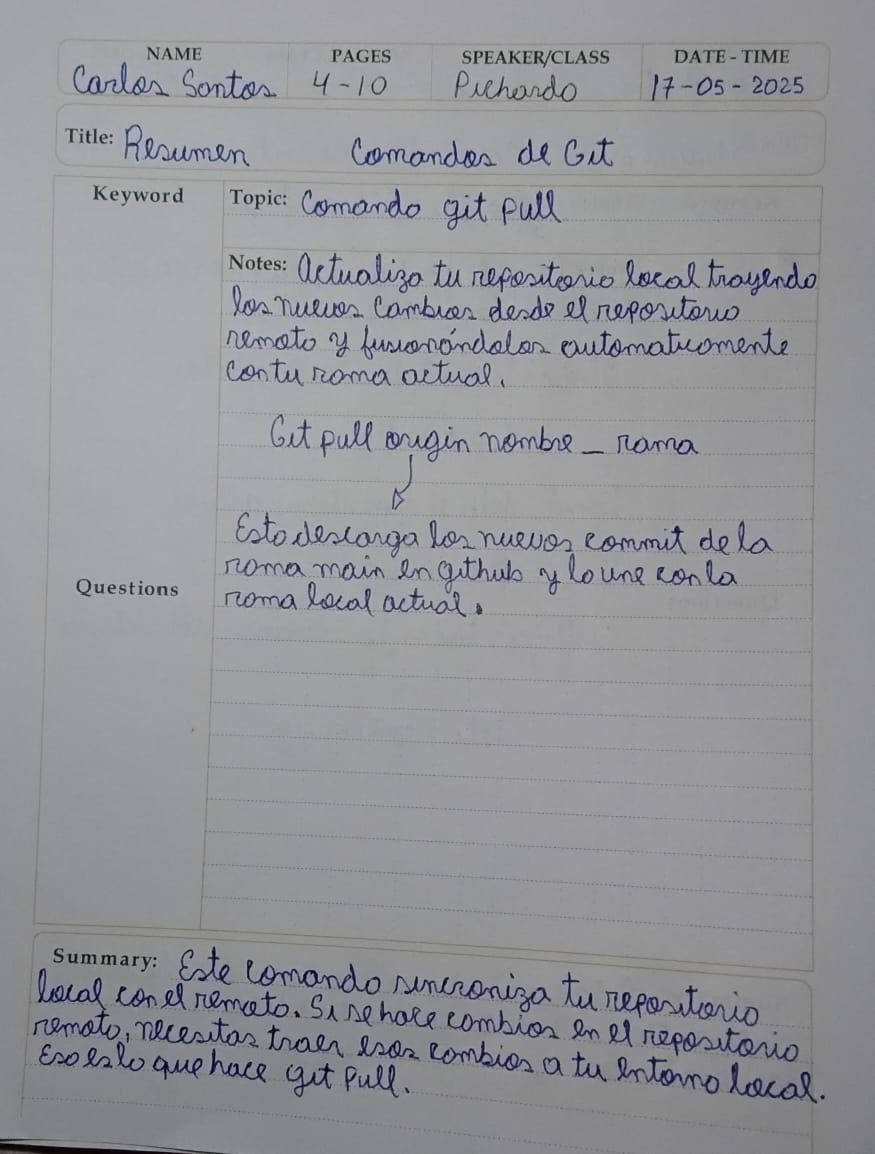 NAME PAGES SPEAKER/CLASS DATE - TIME
Carlos Santos 4-10 Pichardo 17-05-2025
Title: Resumen Comandos de Git
Keyword Topic: Comando git pull
Notes: Actualiza tu repositorio local trayendo
los nuevos cambios desde el repositorio
remoto y fusionándolos automaticamente
con tu rama actual.
Git pull origin nombre_rama
Esto descarga los nuevos commit de la
rama main en github y lo une con la
Questions
rama local actual.
Summary: Este comando sincroniza tu repositorio
local con el remoto. Si se hace cambios en el repositorio
remoto, necesitas traer esos cambios a tu entorno local.
Eso es lo que hace git pull.